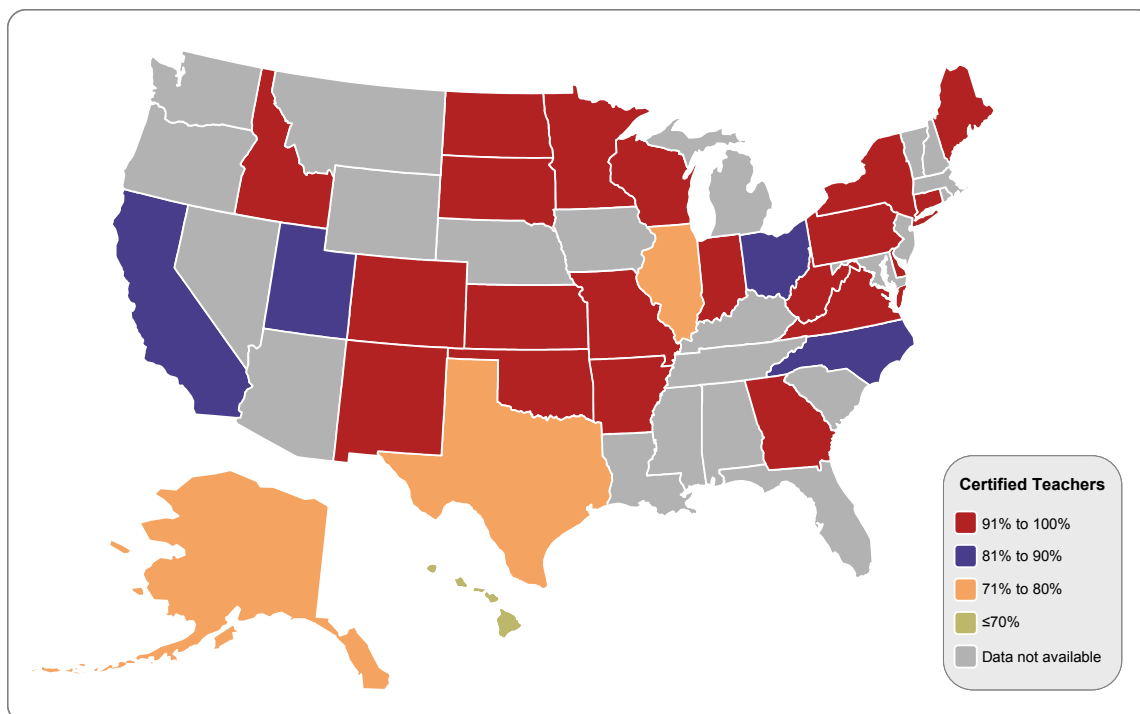 Certified Teachers
91% to 100%
81% to 90%
71% to 80%
≤70%
Data not available